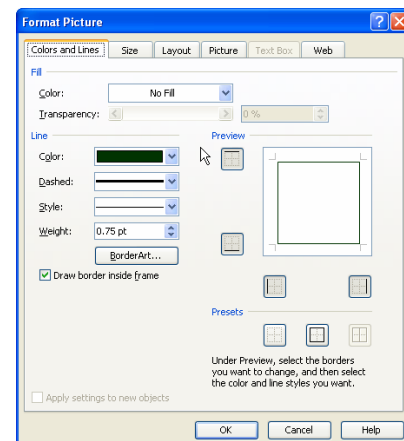 Format Picture
Colors and Lines Size Layout Picture Text Box Web
Fill
Color: No Fill
Transparency: 0 %
Line Preview
Color:
Dashed:
Style:
Weight: 0.75 pt
BorderArt...
Draw border inside frame
Presets
Under Preview, select the borders
you want to change, and then select
the color and line styles you want.
Apply settings to new objects
OK Cancel Help